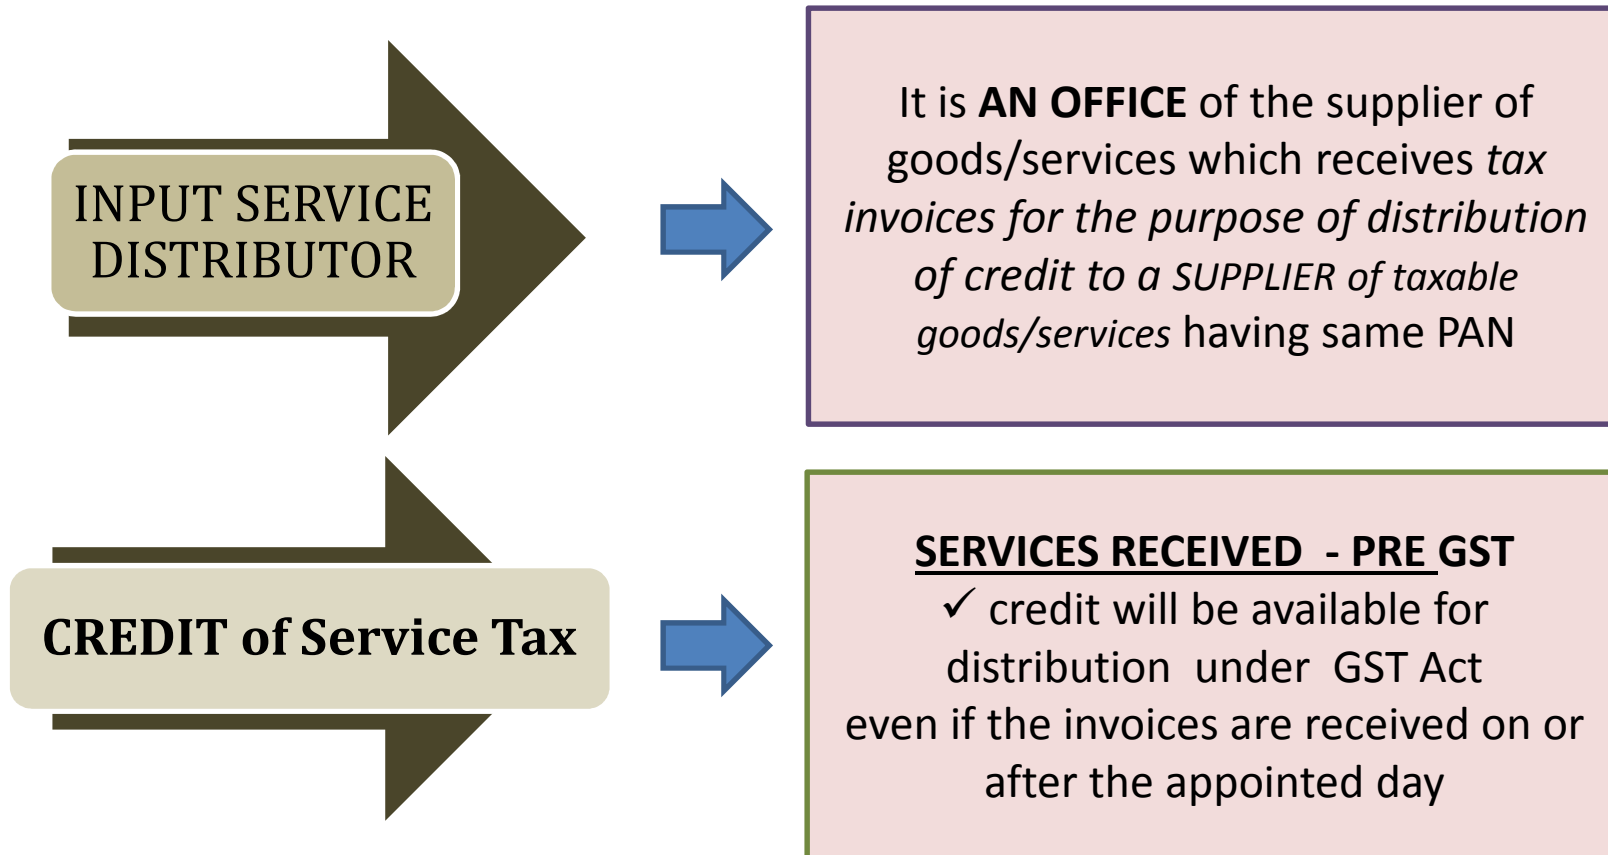 INPUT SERVICE
DISTRIBUTOR
It is AN OFFICE of the supplier of
goods/services which receives tax
invoices for the purpose of distribution
of credit to a SUPPLIER of taxable
goods/services having same PAN
CREDIT of Service Tax
SERVICES RECEIVED - PRE GST
✓ credit will be available for
distribution under GST Act
even if the invoices are received on or
after the appointed day